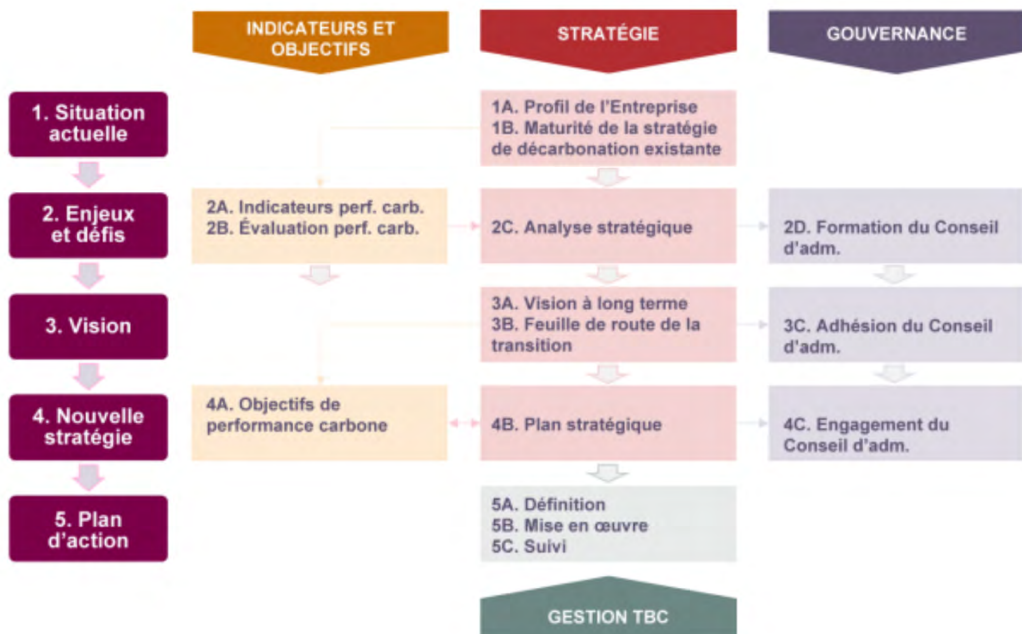 INDICATEURS ET
OBJECTIFS
STRATÉGIE
GOUVERNANCE
1. Situation
actuelle
1A. Profil de l'Entreprise
1B. Maturité de la stratégie
de décarbonation existante
2. Enjeux
et défis
2A. Indicateurs perf. carb.
2B. Évaluation perf. carb.
2C. Analyse stratégique
2D. Formation du Conseil
d'adm.
3. Vision
3A. Vision à long terme
3B. Feuille de route de la
transition
3C. Adhésion du Conseil
d'adm.
4. Nouvelle
stratégie
4A. Objectifs de
performance carbone
4B. Plan stratégique
4C. Engagement du
Conseil d'adm.
5. Plan
d'action
5A. Définition
5B. Mise en œuvre
5C. Suivi
GESTION TBC